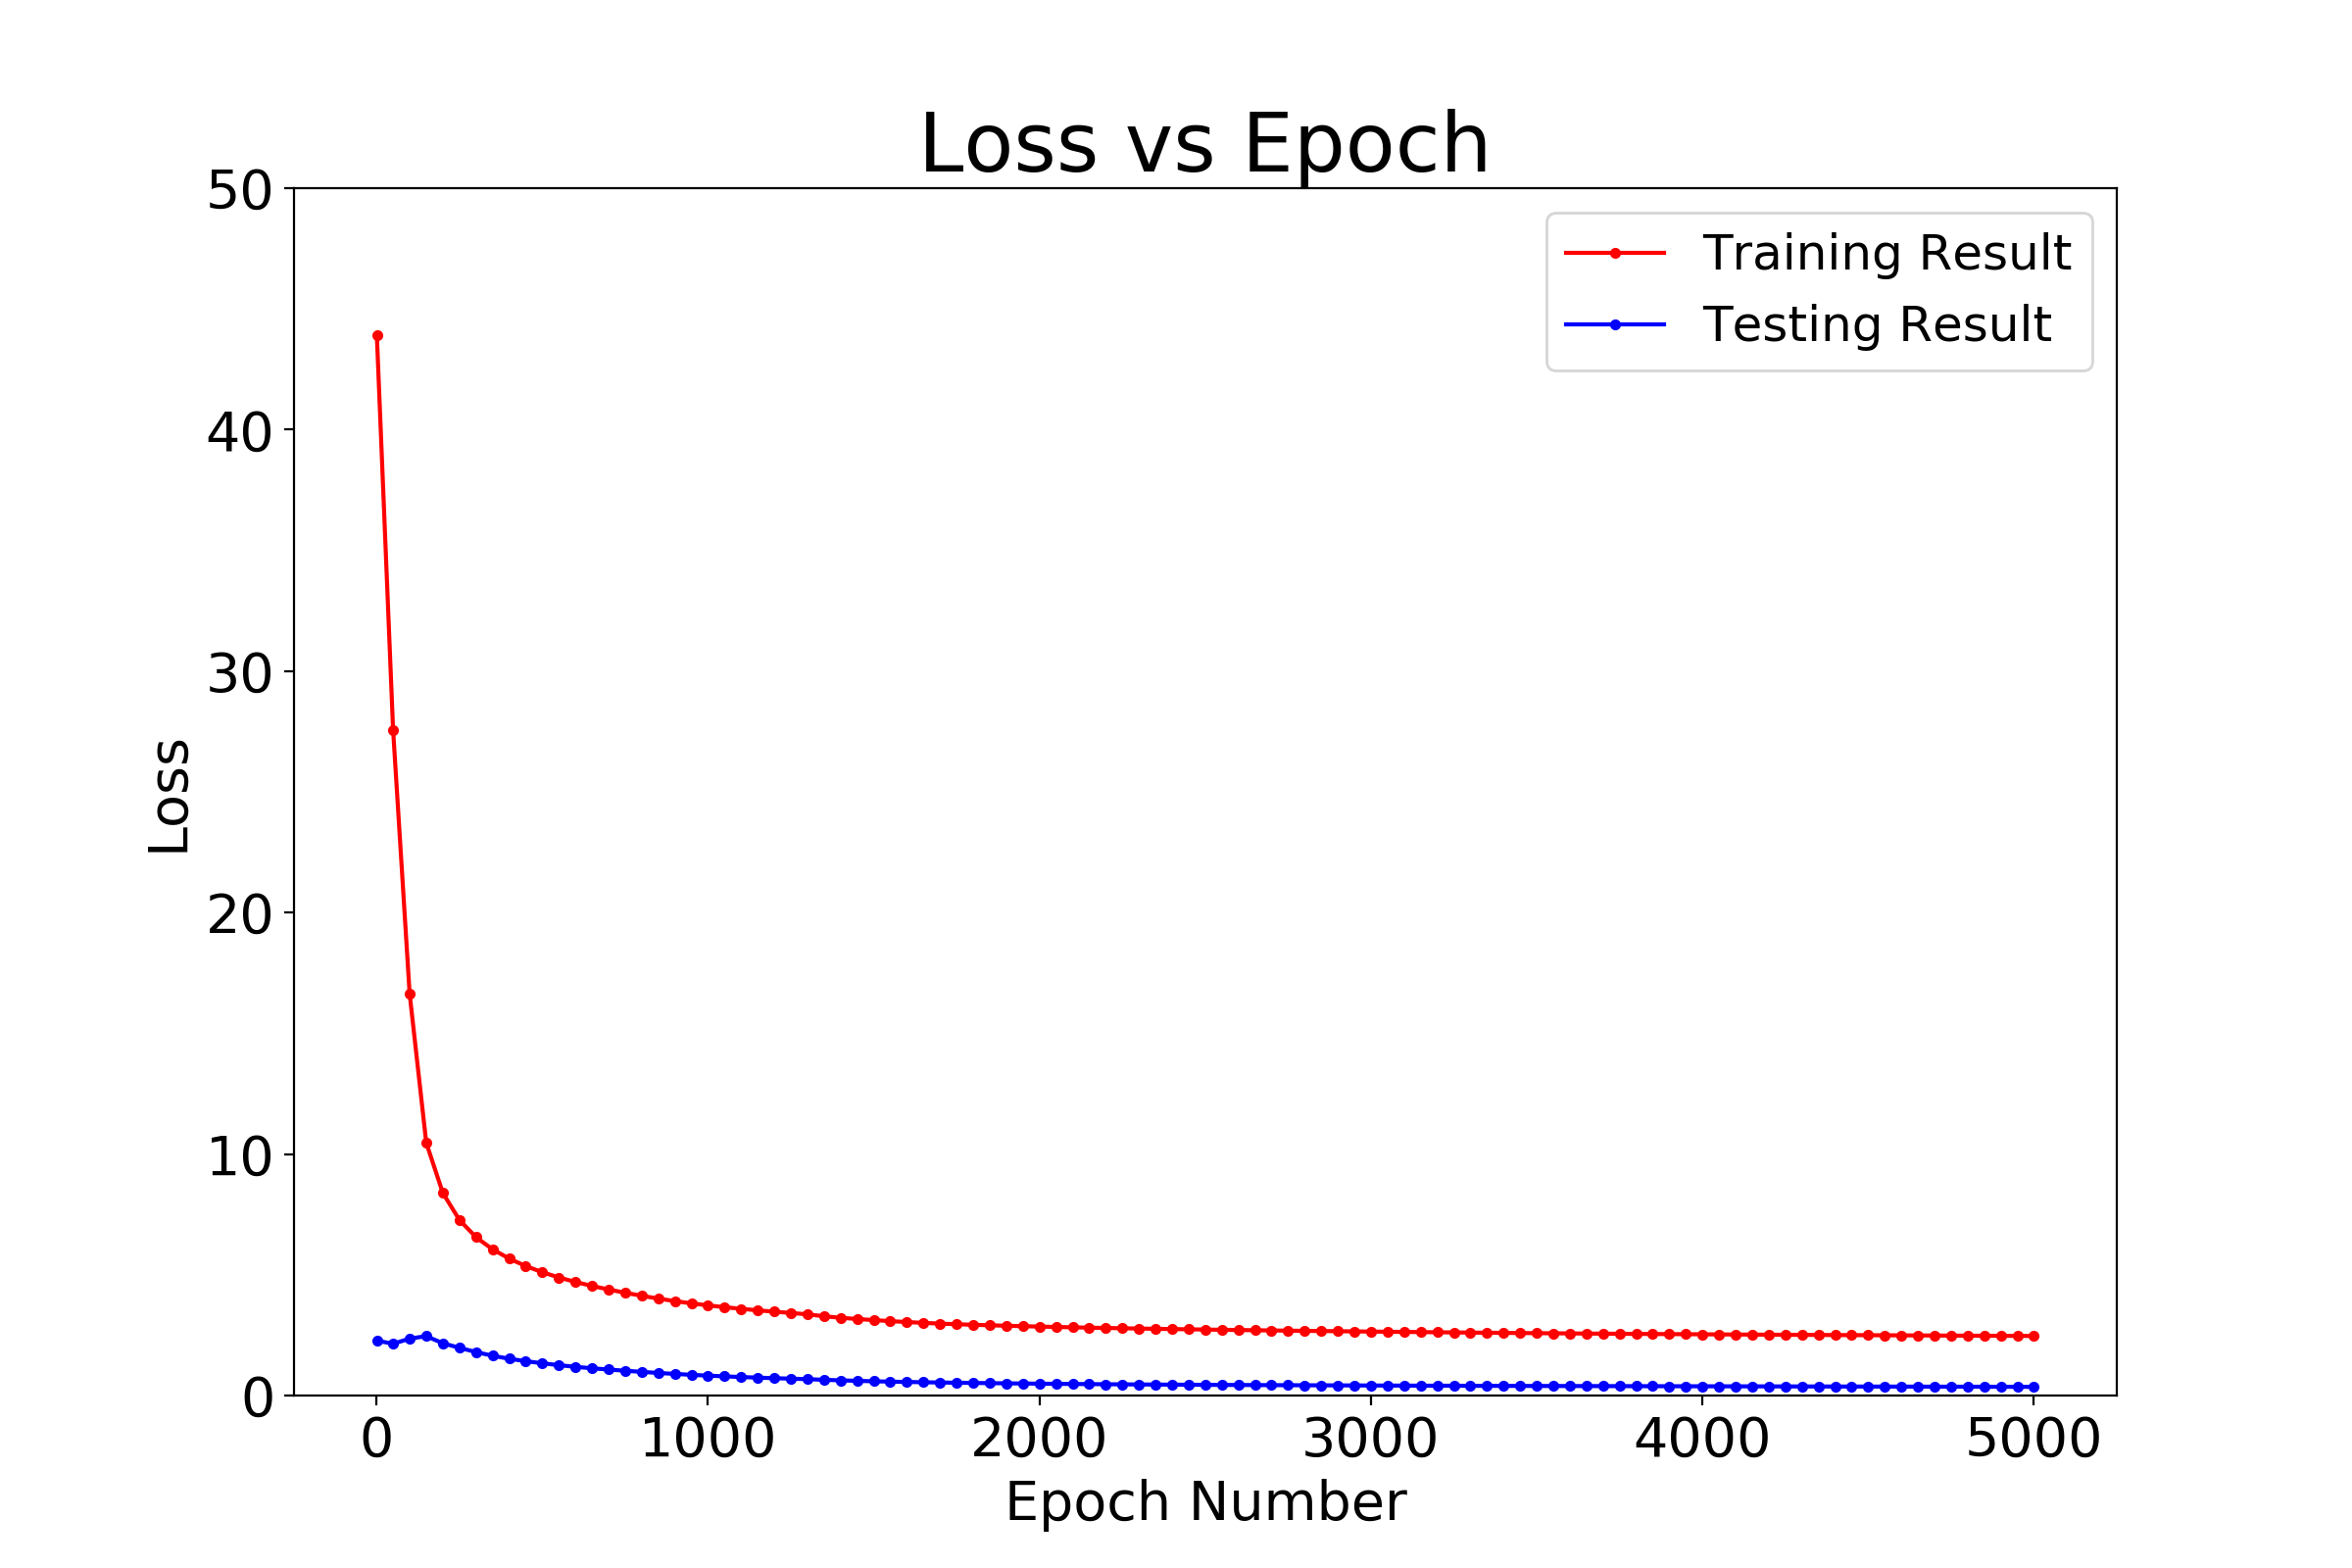 Loss vs Epoch
50
40
30
20
10
0
Loss
Training Result
Testing Result
0 1000 2000 3000 4000 5000
Epoch Number